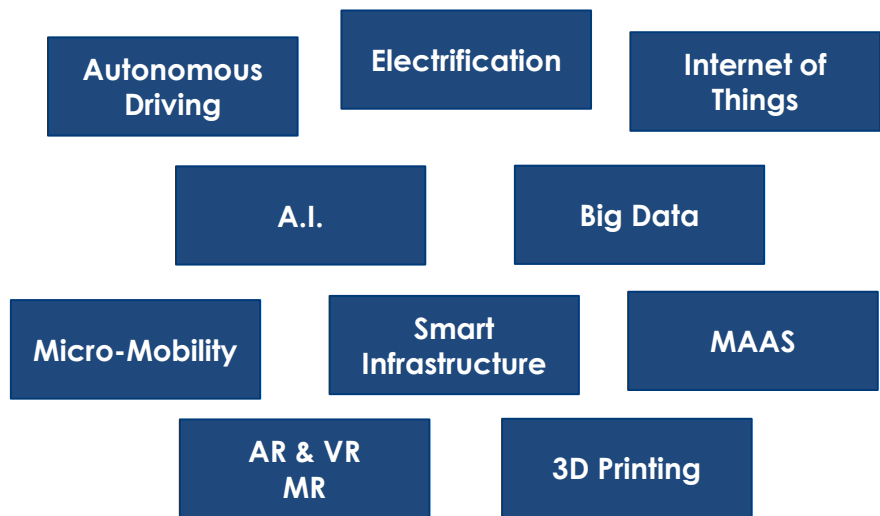 Autonomous
Driving
Electrification
Internet of
Things
A.I.
Big Data
Micro-Mobility
Smart
Infrastructure
MAAS
AR & VR
MR
3D Printing